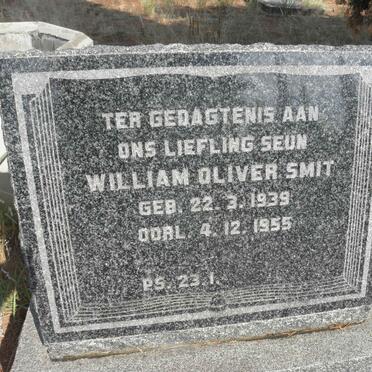 TER GEDAGTENIS AAN
ONS LIEFLING SEUN
WILLIAM OLIVER SMIT
GEB. 22. 3. 1939
OORL. 4. 12. 1955
PS. 23.1.